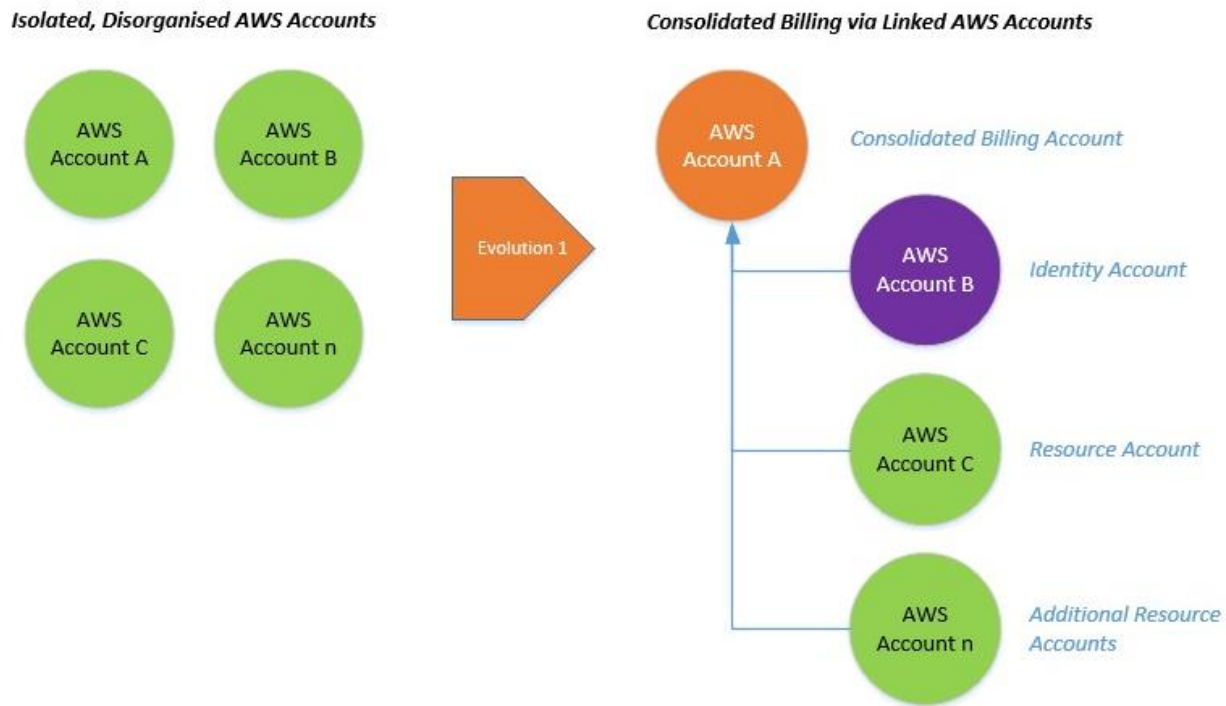 Isolated, Disorganised AWS Accounts
AWS
Account A
AWS
Account B
AWS
Account C
AWS
Account n
Evolution 1
Consolidated Billing via Linked AWS Accounts
AWS
Account A
Consolidated Billing Account
AWS
Account B
Identity Account
AWS
Account C
Resource Account
AWS
Account n
Additional Resource
Accounts